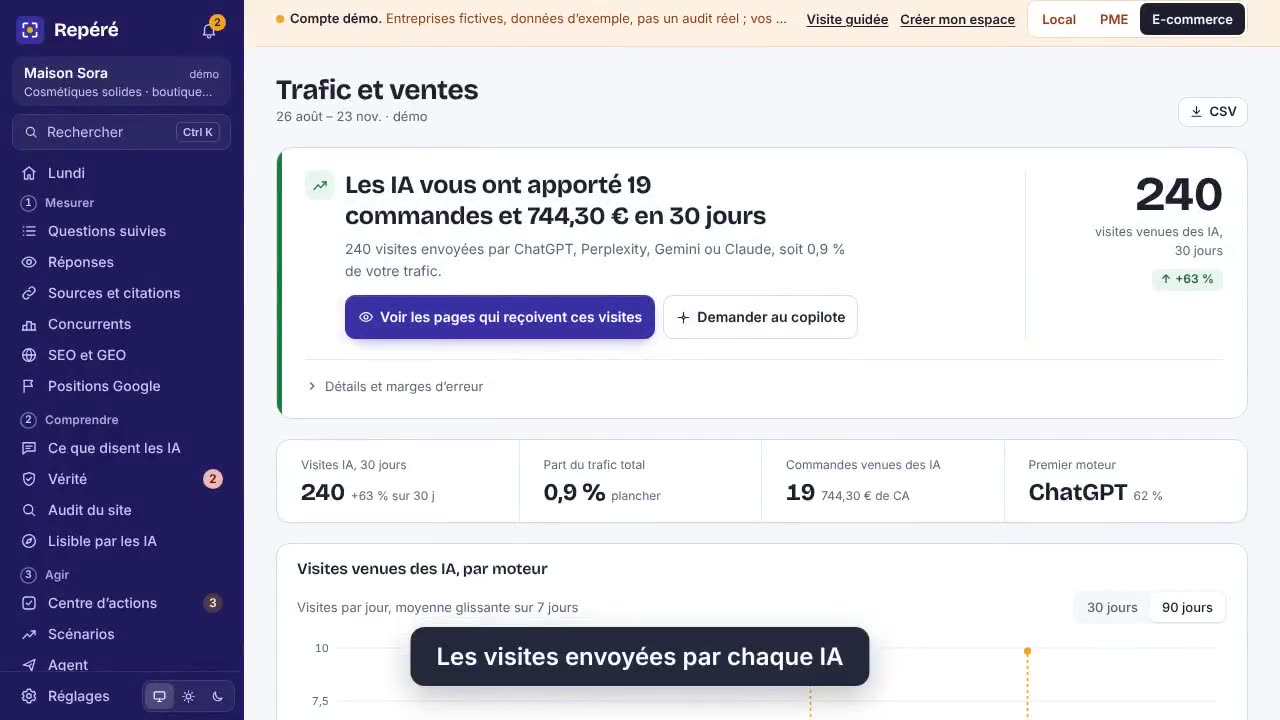 Repéré
2
Maison Sora démo
Cosmétiques solides · boutique...
Rechercher Ctrl K
Lundi
1 Mesurer
Questions suivies
Réponses
Sources et citations
Concurrents
SEO et GEO
Positions Google
2 Comprendre
Ce que disent les IA
Vérité 2
Audit du site
Lisible par les IA
3 Agir
Centre d'actions 3
Scénarios
Agent
Réglages
Compte démo. Entreprises fictives, données d'exemple, pas un audit réel ; vos ... Visite guidée Créer mon espace Local PME E-commerce
Trafic et ventes
26 août – 23 nov. · démo
CSV
Les IA vous ont apporté 19
commandes et 744,30 € en 30 jours
240 visites envoyées par ChatGPT, Perplexity, Gemini ou Claude, soit 0,9 %
de votre trafic.
Voir les pages qui reçoivent ces visites Demander au copilote
240
visites venues des IA,
30 jours
↑ +63 %
Détails et marges d'erreur
Visites IA, 30 jours
240 +63 % sur 30 j
Part du trafic total
0,9 % plancher
Commandes venues des IA
19 744,30 € de CA
Premier moteur
ChatGPT 62 %
Visites venues des IA, par moteur
Visites par jour, moyenne glissante sur 7 jours
30 jours 90 jours
10
7,5
Les visites envoyées par chaque IA